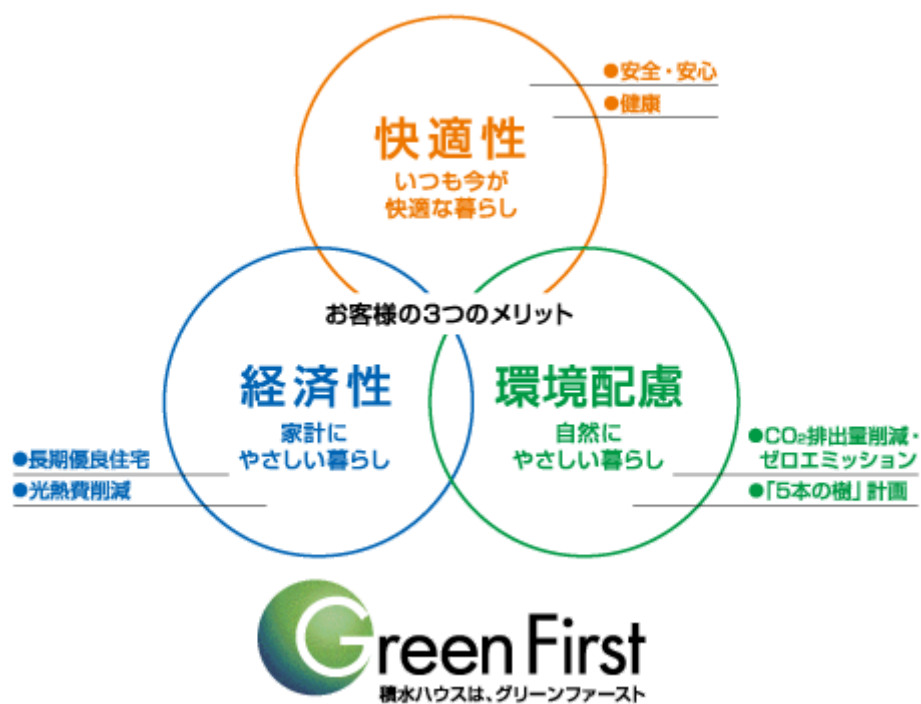 ●安全・安心
●健康
快適性
いつも今が
快適な暮らし
お客様の3つのメリット
経済性
家計に
やさしい暮らし
●長期優良住宅
●光熱費削減
環境配慮
自然に
やさしい暮らし
●CO₂排出量削減・
ゼロエミッション
●「5本の樹」計画
Green First
積水ハウスは、グリーンファースト